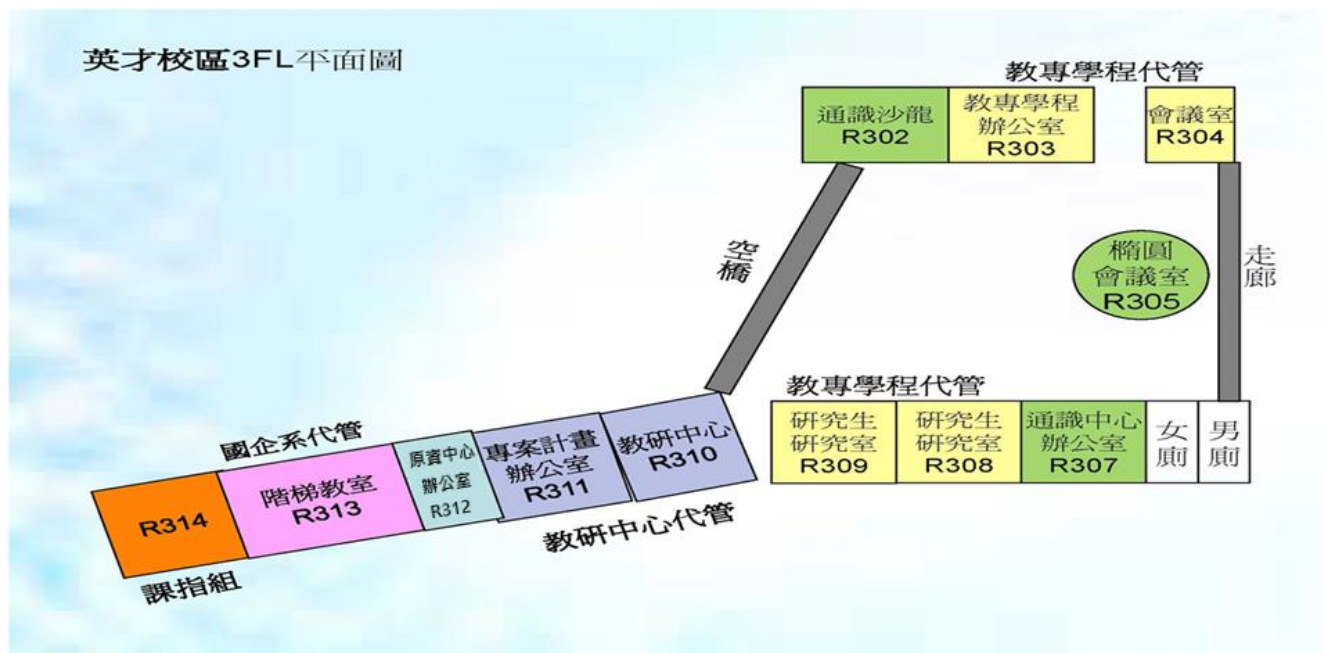 英才校區3FL平面圖
教專學程代管
通識沙龍
R302
教專學程
辦公室
R303
會議室
R304
空橋
橢圓
會議室
R305
走廊
教專學程代管
研究生
研究室
R309
研究生
研究室
R308
通識中心
辦公室
R307
女廁
男廁
國企系代管
R314
階梯教室
R313
原資中心
辦公室
R312
專案計畫
辦公室
R311
教研中心
R310
教研中心代管
課指組